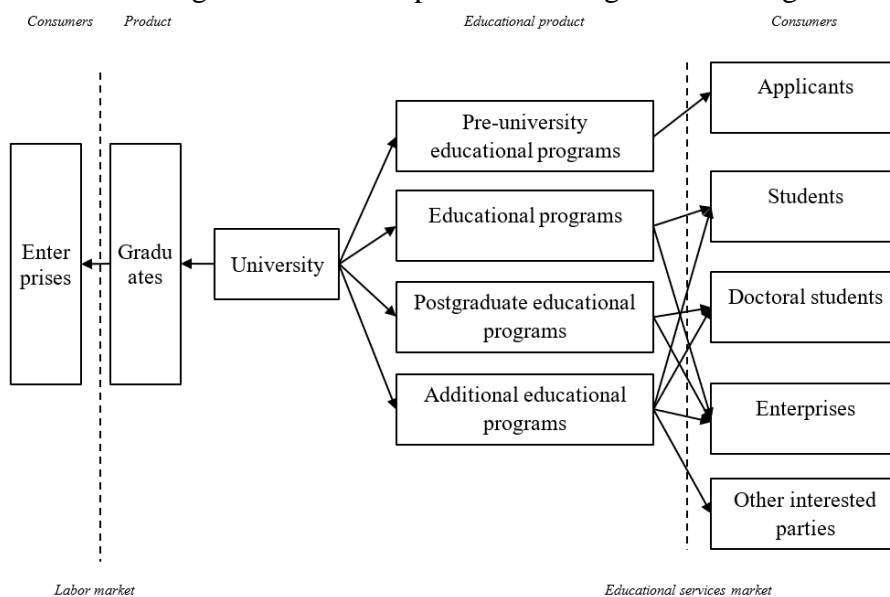 Consumers
Product
Educational product
Consumers
Applicants
Pre-university
educational programs
Students
Educational programs
Enter
prises
Gradu
ates
University
Doctoral students
Postgraduate educational
programs
Additional educational
programs
Enterprises
Other interested
parties
Labor market
Educational services market